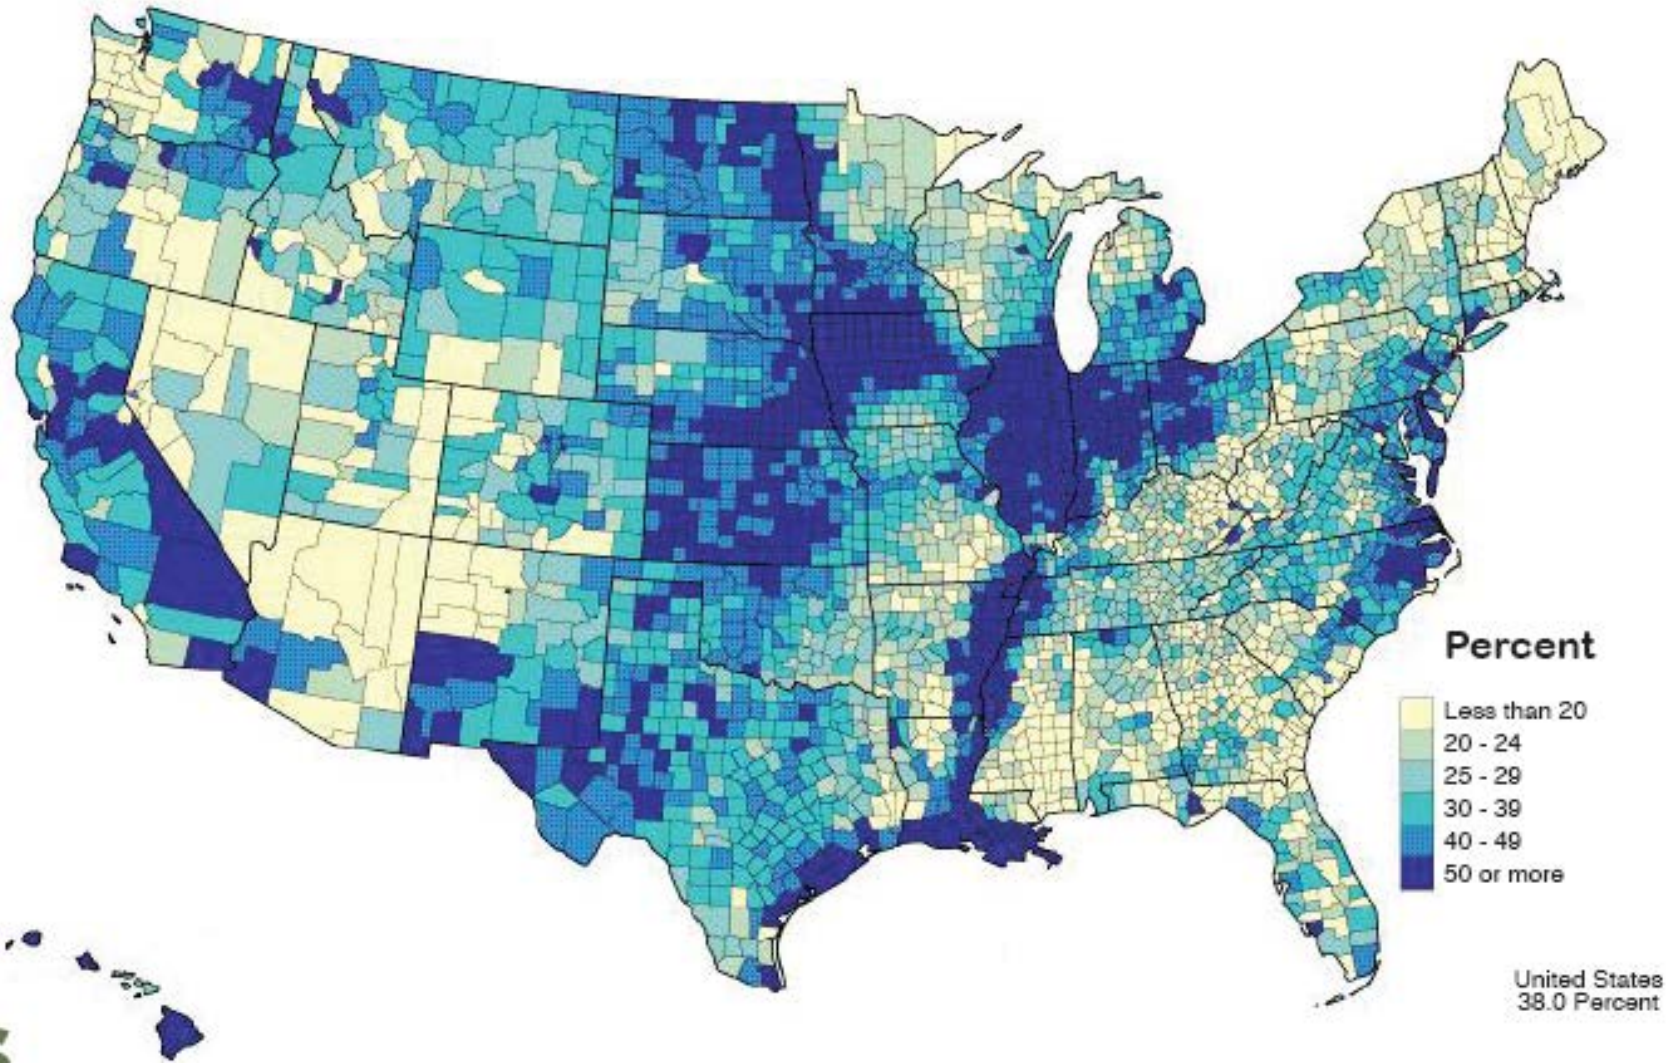 Percent
Less than 20
20 - 24
25 - 29
30 - 39
40 - 49
50 or more
United States
38.0 Percent